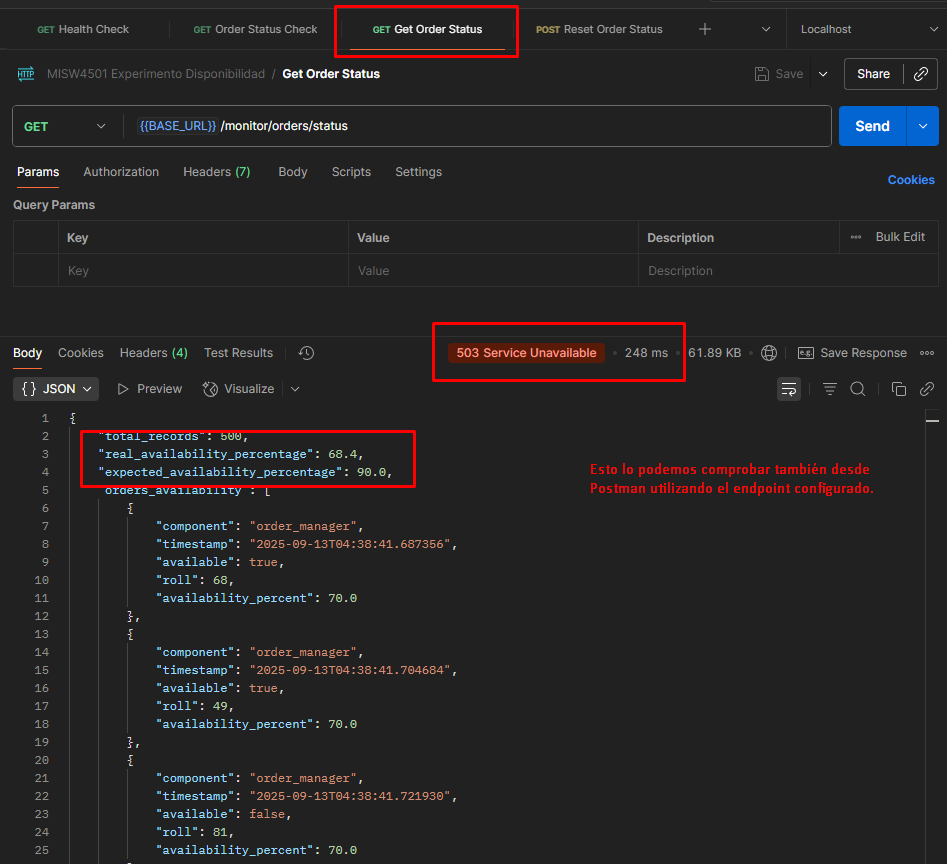 GET Health Check GET Order Status Check GET Get Order Status POST Reset Order Status Localhost
HTTP MISW4501 Experimento Disponibilidad / Get Order Status Save Share
GET {{BASE_URL}} /monitor/orders/status Send
Params Authorization Headers (7) Body Scripts Settings Cookies
Query Params
Key Value Description Bulk Edit
Key Value Description
Body Cookies Headers (4) Test Results 503 Service Unavailable 248 ms 61.89 KB e.g. Save Response
{} JSON Preview Visualize
1 {
2 "total_records": 500,
3 "real_availability_percentage": 68.4,
4 "expected_availability_percentage": 90.0,
5 "orders_availability": [
6 {
7 "component": "order_manager",
8 "timestamp": "2025-09-13T04:38:41.687356",
9 "available": true,
10 "roll": 68,
11 "availability_percent": 70.0
12 },
13 {
14 "component": "order_manager",
15 "timestamp": "2025-09-13T04:38:41.704684",
16 "available": true,
17 "roll": 49,
18 "availability_percent": 70.0
19 },
20 {
21 "component": "order_manager",
22 "timestamp": "2025-09-13T04:38:41.721930",
23 "available": false,
24 "roll": 81,
25 "availability_percent": 70.0
Esto lo podemos comprobar también desde
Postman utilizando el endpoint configurado.